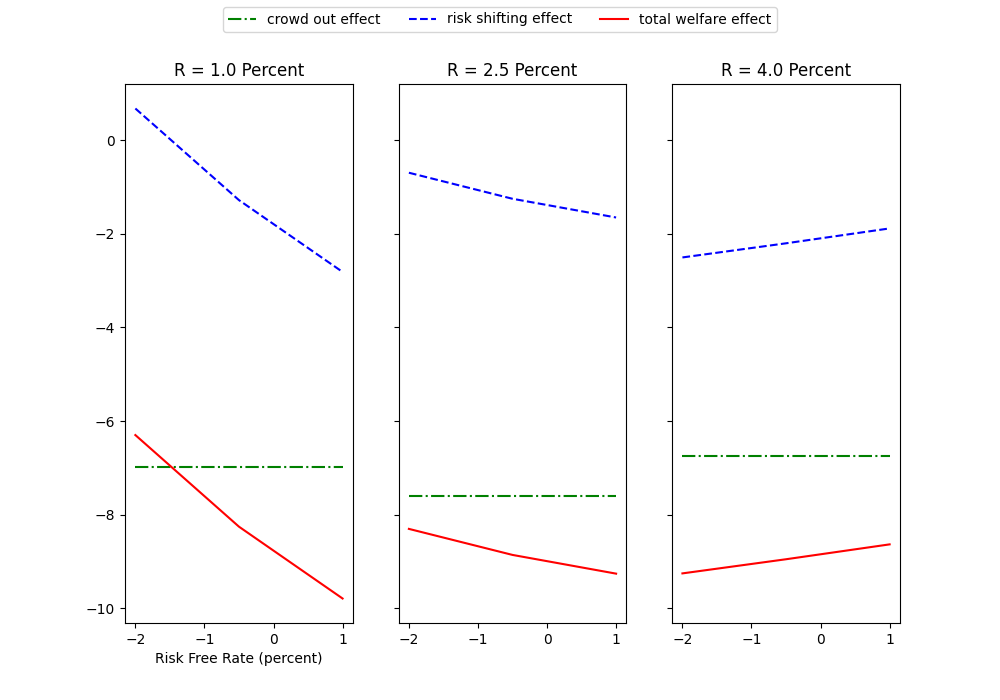 crowd out effect risk shifting effect total welfare effect
R = 1.0 Percent R = 2.5 Percent R = 4.0 Percent
0
−2
−4
−6
−8
−10
−2 −1 0 1 −2 −1 0 1 −2 −1 0 1
Risk Free Rate (percent)